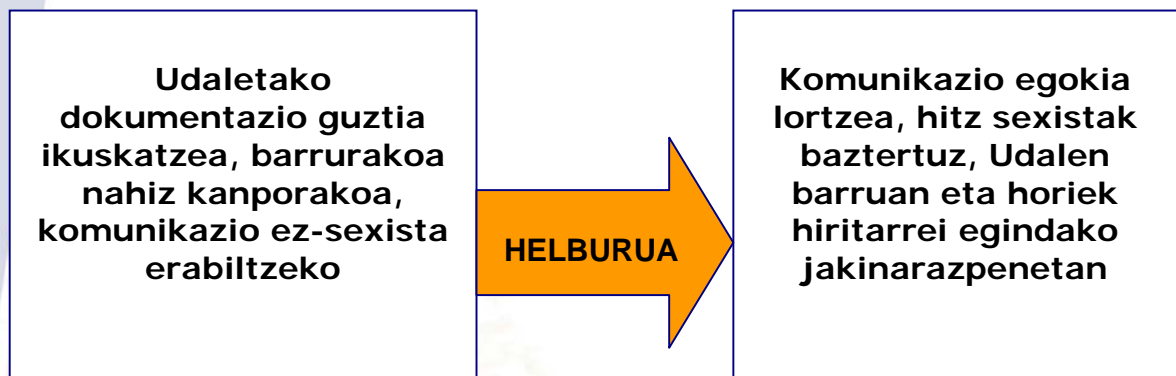 Udaletako
dokumentazio guztia
ikuskatzea, barrurakoa
nahiz kanporakoa,
komunikazio ez-sexista
erabiltzeko
HELBURUA
Komunikazio egokia
lortzea, hitz sexistak
baztertuz, Udalen
barruan eta horiek
hiritarrei egindako
jakinarazpenetan